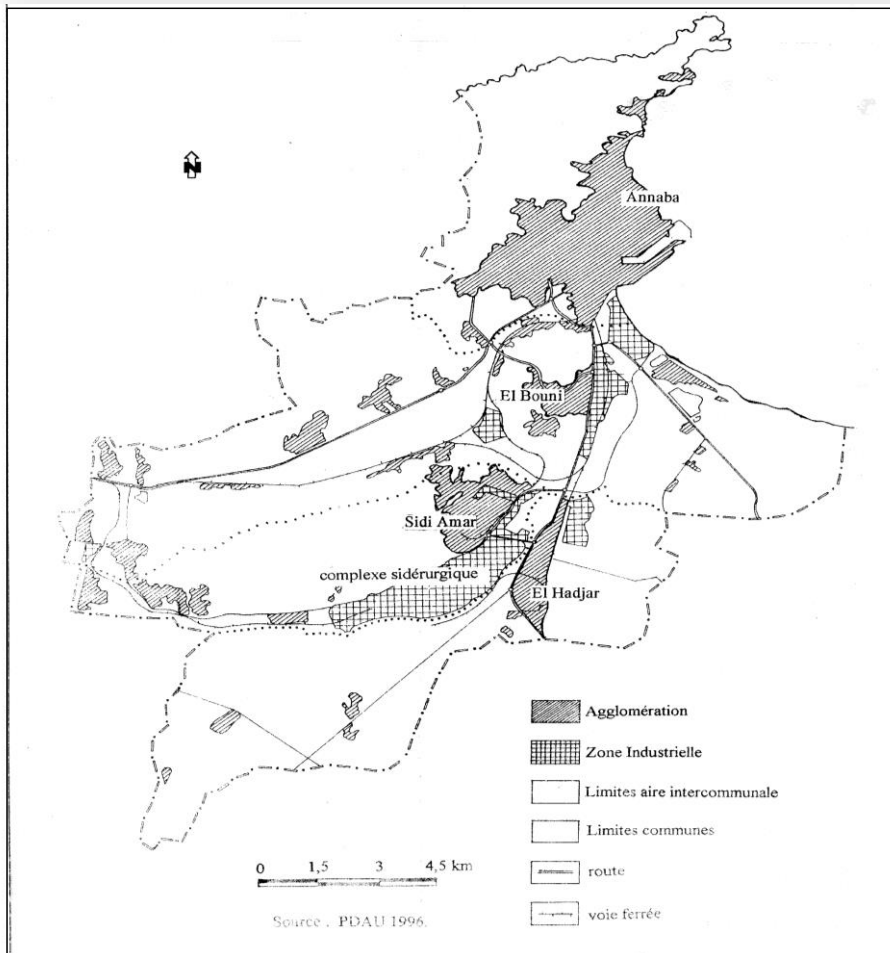 N
Annaba
El Bouni
Sidi Amar
complexe sidérurgique
El Hadjar
Agglomération
Zone Industrielle
Limites aire intercommunale
Limites communes
route
voie ferrée
0 1,5 3 4,5 km
Source . PDAU 1996.